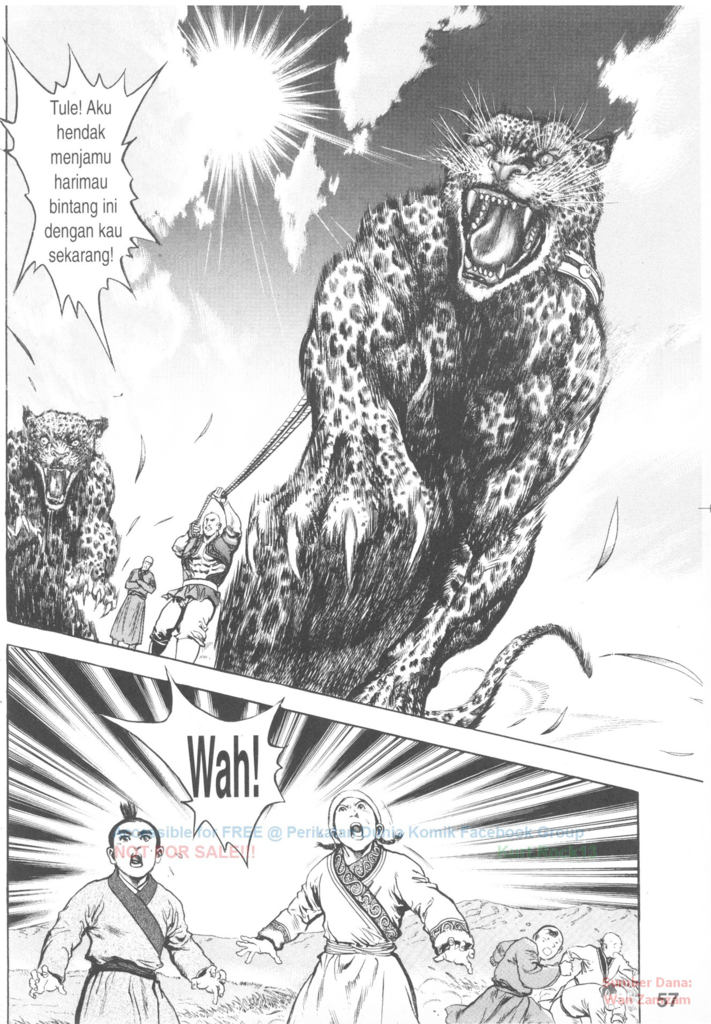 Tule! Aku
hendak
menjamu
harimau
bintang ini
dengan kau
sekarang!
Wah!
Accessible for FREE @ Perikatan Dunia Komik Facebook Group
NOT FOR SALE!!!
Sumber Dana:
Wan Zamzam
57